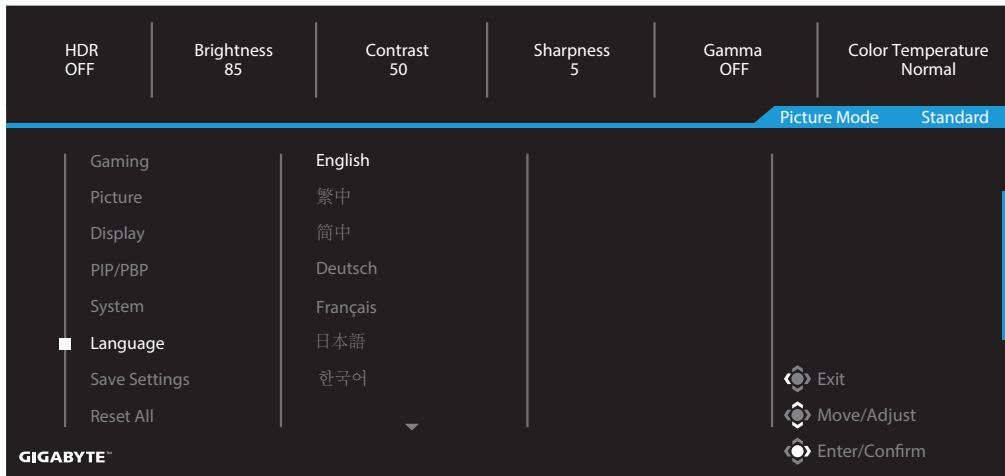 HDR
OFF
Brightness
85
Contrast
50
Sharpness
5
Gamma
OFF
Color Temperature
Normal
Picture Mode Standard
Gaming
Picture
Display
PIP/PBP
System
Language
Save Settings
Reset All
English
繁中
简中
Deutsch
Français
日本語
한국어
Exit
Move/Adjust
Enter/Confirm
GIGABYTE™